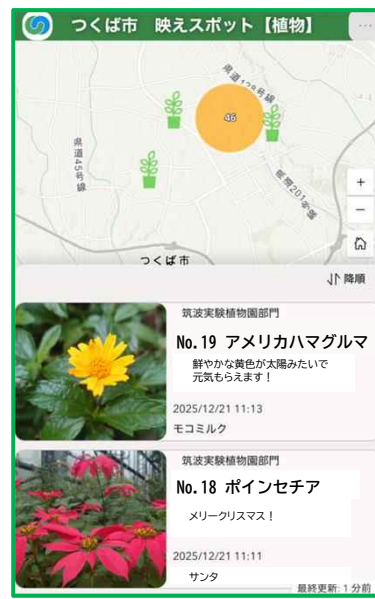 つくば市 映えスポット【植物】
…
県道128号線
46
県道45号線
県道201号線
+
−
つくば市
降順
筑波実験植物園部門
No.19 アメリカハマグルマ
鮮やかな黄色が太陽みたいで
元気もらえます!
2025/12/21 11:13
モコミルク
筑波実験植物園部門
No.18 ポインセチア
メリークリスマス!
2025/12/21 11:11
サンタ
最終更新: 1 分前